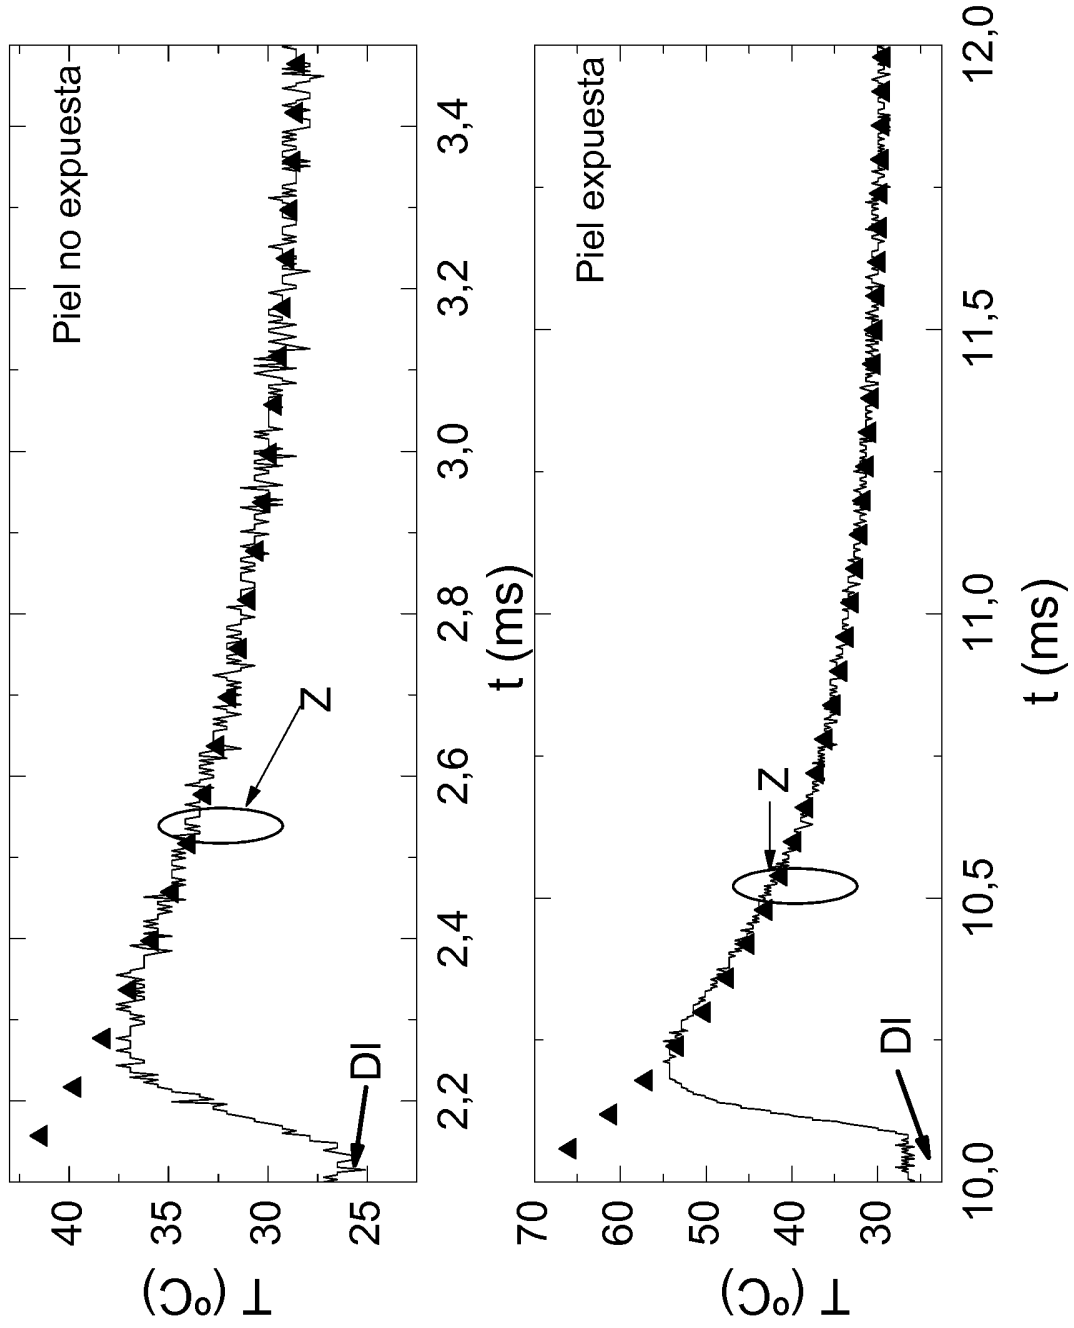 Piel no expuesta
40
35
30
25
T (ºC)
Z
DI
2,2
2,4
2,6
2,8
3,0
3,2
3,4
t (ms)
Piel expuesta
70
60
50
40
30
T (ºC)
Z
DI
10,0
10,5
11,0
11,5
12,0
t (ms)